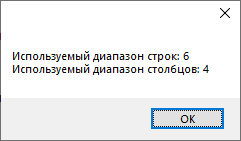 Используемый диапазон строк: 6
Используемый диапазон столбцов: 4
OK